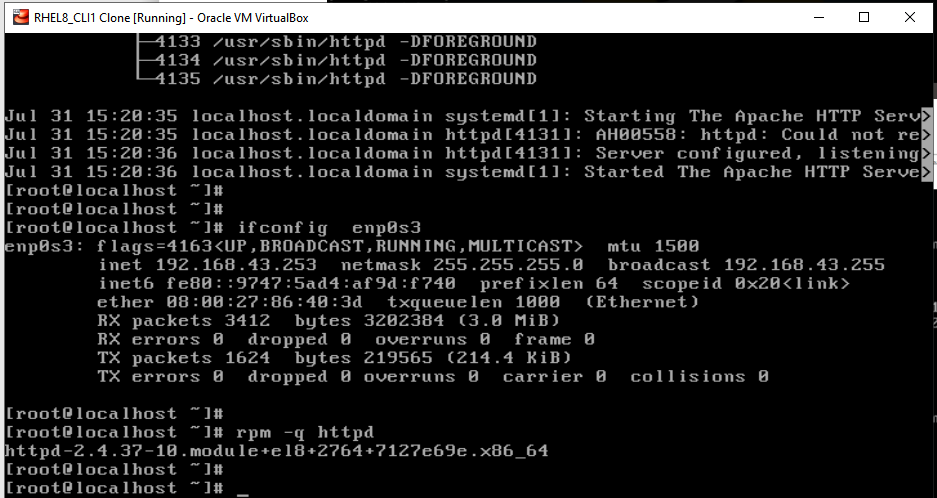 RHEL8_CLI1 Clone [Running] - Oracle VM VirtualBox
├─4133 /usr/sbin/httpd -DFOREGROUND
├─4134 /usr/sbin/httpd -DFOREGROUND
└─4135 /usr/sbin/httpd -DFOREGROUND
Jul 31 15:20:35 localhost.localdomain systemd[1]: Starting The Apache HTTP Serv>
Jul 31 15:20:35 localhost.localdomain httpd[4131]: AH00558: httpd: Could not re>
Jul 31 15:20:36 localhost.localdomain httpd[4131]: Server configured, listening>
Jul 31 15:20:36 localhost.localdomain systemd[1]: Started The Apache HTTP Serve>
[root@localhost ~]#
[root@localhost ~]#
[root@localhost ~]# ifconfig  enp0s3
enp0s3: flags=4163<UP,BROADCAST,RUNNING,MULTICAST>  mtu 1500
inet 192.168.43.253  netmask 255.255.255.0  broadcast 192.168.43.255
inet6 fe80::9747:5ad4:af9d:f740  prefixlen 64  scopeid 0x20<link>
ether 08:00:27:86:40:3d  txqueuelen 1000  (Ethernet)
RX packets 3412  bytes 3202384 (3.0 MiB)
RX errors 0  dropped 0  overruns 0  frame 0
TX packets 1624  bytes 219565 (214.4 KiB)
TX errors 0  dropped 0 overruns 0  carrier 0  collisions 0
[root@localhost ~]#
[root@localhost ~]# rpm -q httpd
httpd-2.4.37-10.module+el8+2764+7127e69e.x86_64
[root@localhost ~]#
[root@localhost ~]# _